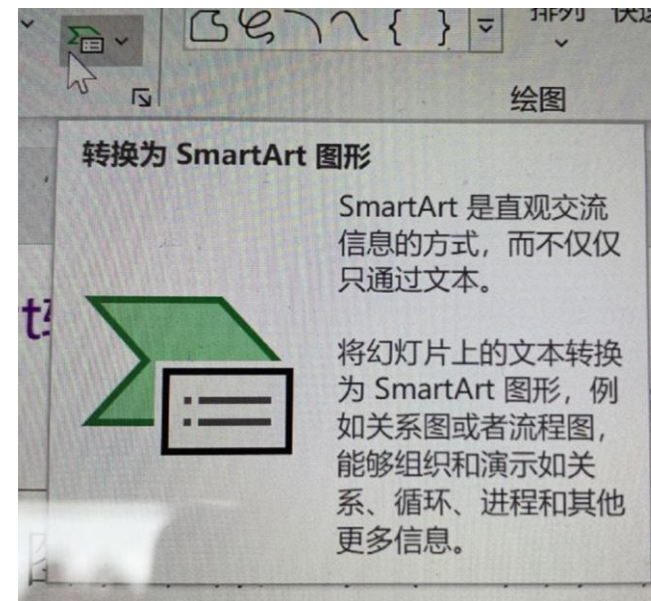 排列
绘图
转换为 SmartArt 图形
SmartArt 是直观交流
信息的方式，而不仅仅
只通过文本。
将幻灯片上的文本转换
为 SmartArt 图形，例
如关系图或者流程图，
能够组织和演示如关
系、循环、进程和其他
更多信息。